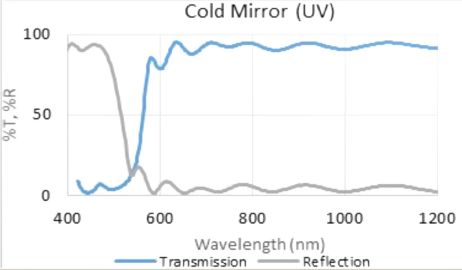 Cold Mirror (UV)
100
50
0
%T, %R
400 600 800 1000 1200
Wavelength (nm)
Transmission Reflection